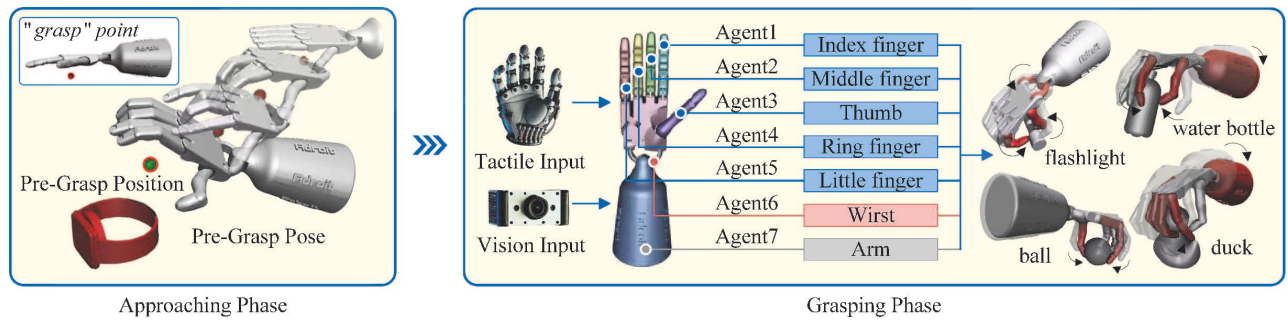 "grasp" point
Adroit
Adroit
Pre-Grasp Position
Pre-Grasp Pose
Approaching Phase
Tactile Input
Vision Input
Agent1
Index finger
Agent2
Middle finger
Agent3
Thumb
Agent4
Ring finger
Agent5
Little finger
Agent6
Wirst
Agent7
Arm
flashlight
water bottle
ball
duck
Grasping Phase